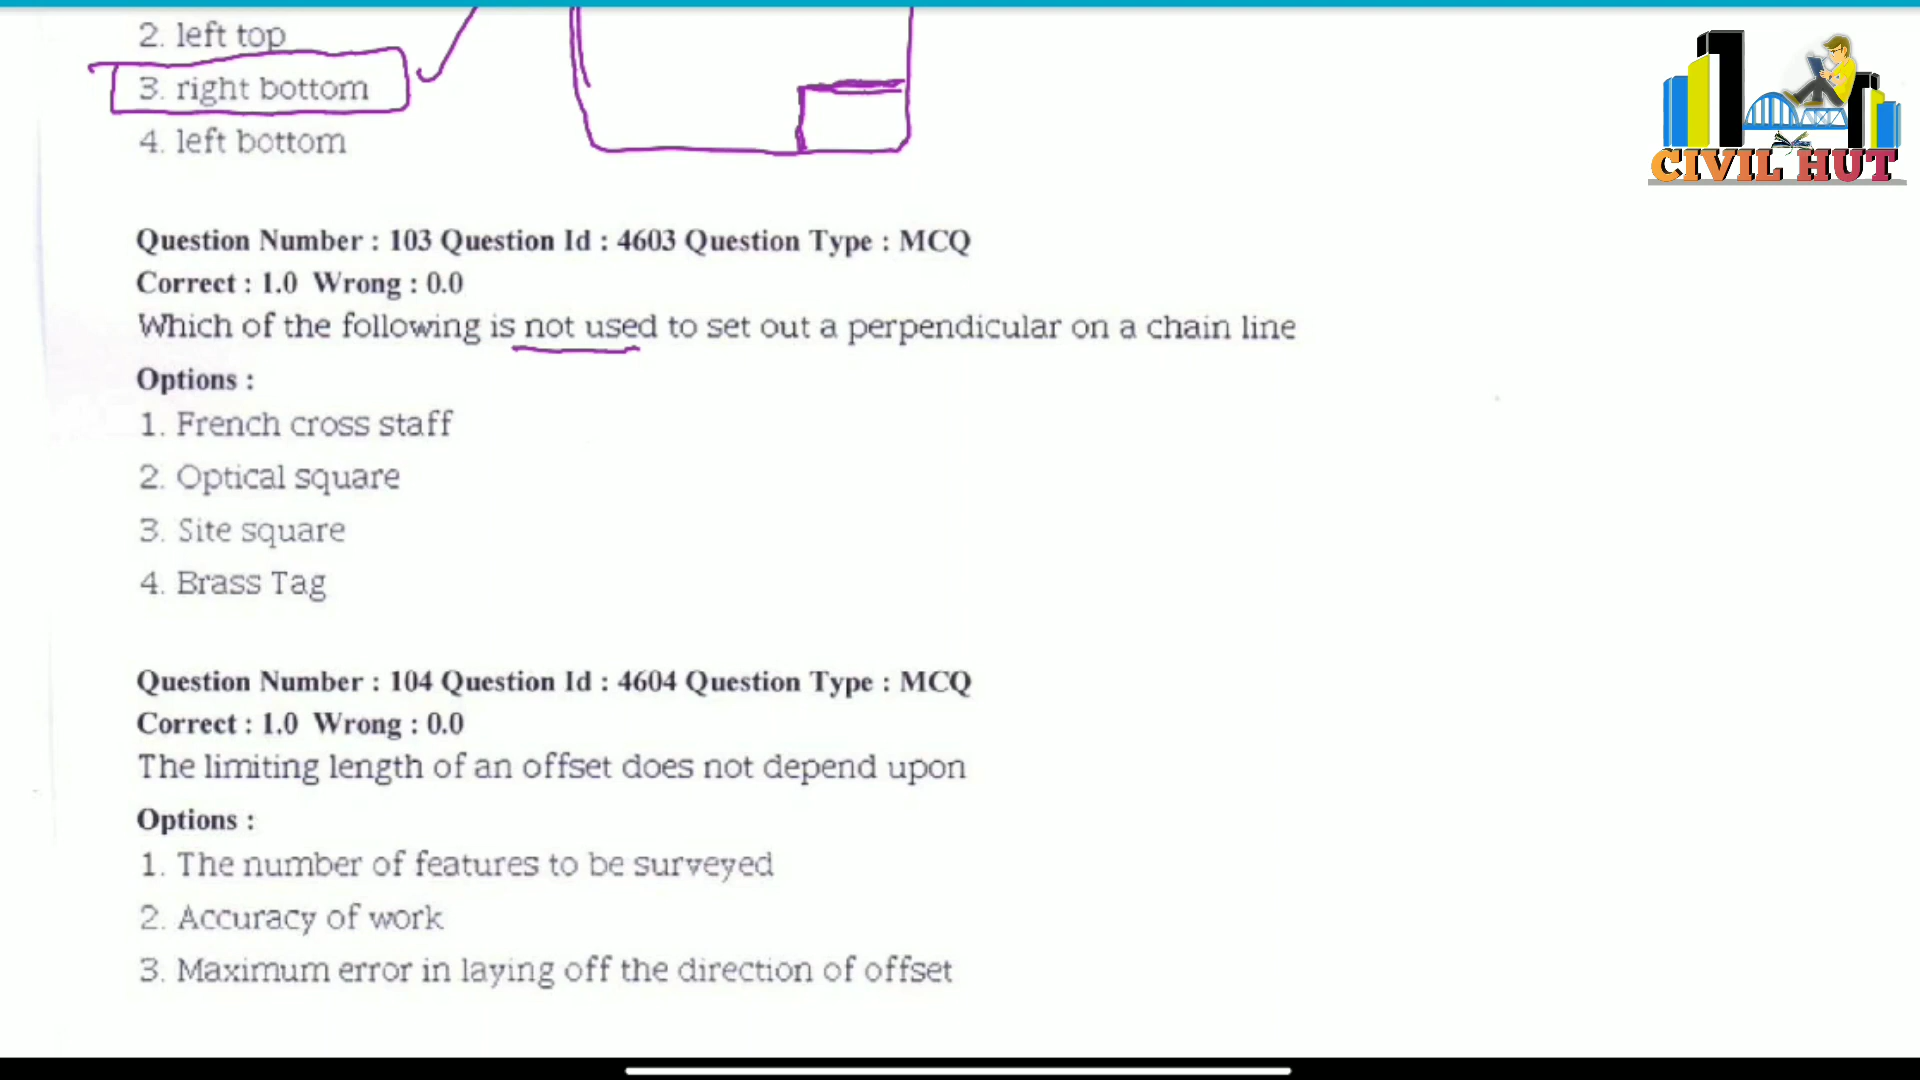 2. left top
3. right bottom
4. left bottom
CIVIL HUT
Question Number : 103 Question Id : 4603 Question Type : MCQ
Correct : 1.0 Wrong : 0.0
Which of the following is not used to set out a perpendicular on a chain line
Options :
1. French cross staff
2. Optical square
3. Site square
4. Brass Tag
Question Number : 104 Question Id : 4604 Question Type : MCQ
Correct : 1.0 Wrong : 0.0
The limiting length of an offset does not depend upon
Options :
1. The number of features to be surveyed
2. Accuracy of work
3. Maximum error in laying off the direction of offset